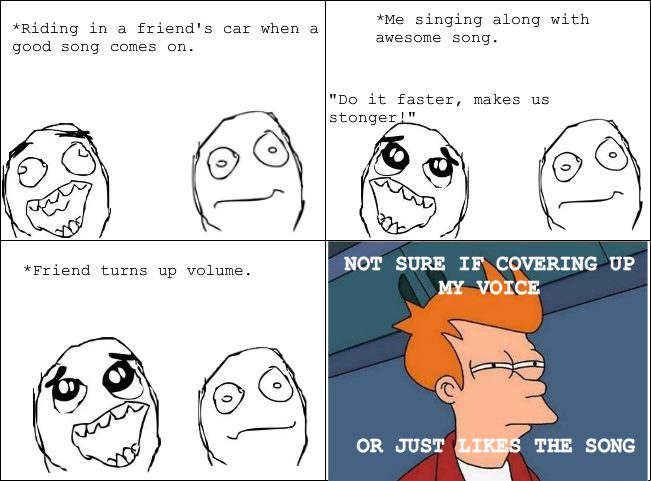 *Riding in a friend's car when a
good song comes on.
*Me singing along with
awesome song.
"Do it faster, makes us
stonger!"
*Friend turns up volume.
NOT SURE IF COVERING UP
MY VOICE
OR JUST LIKES THE SONG